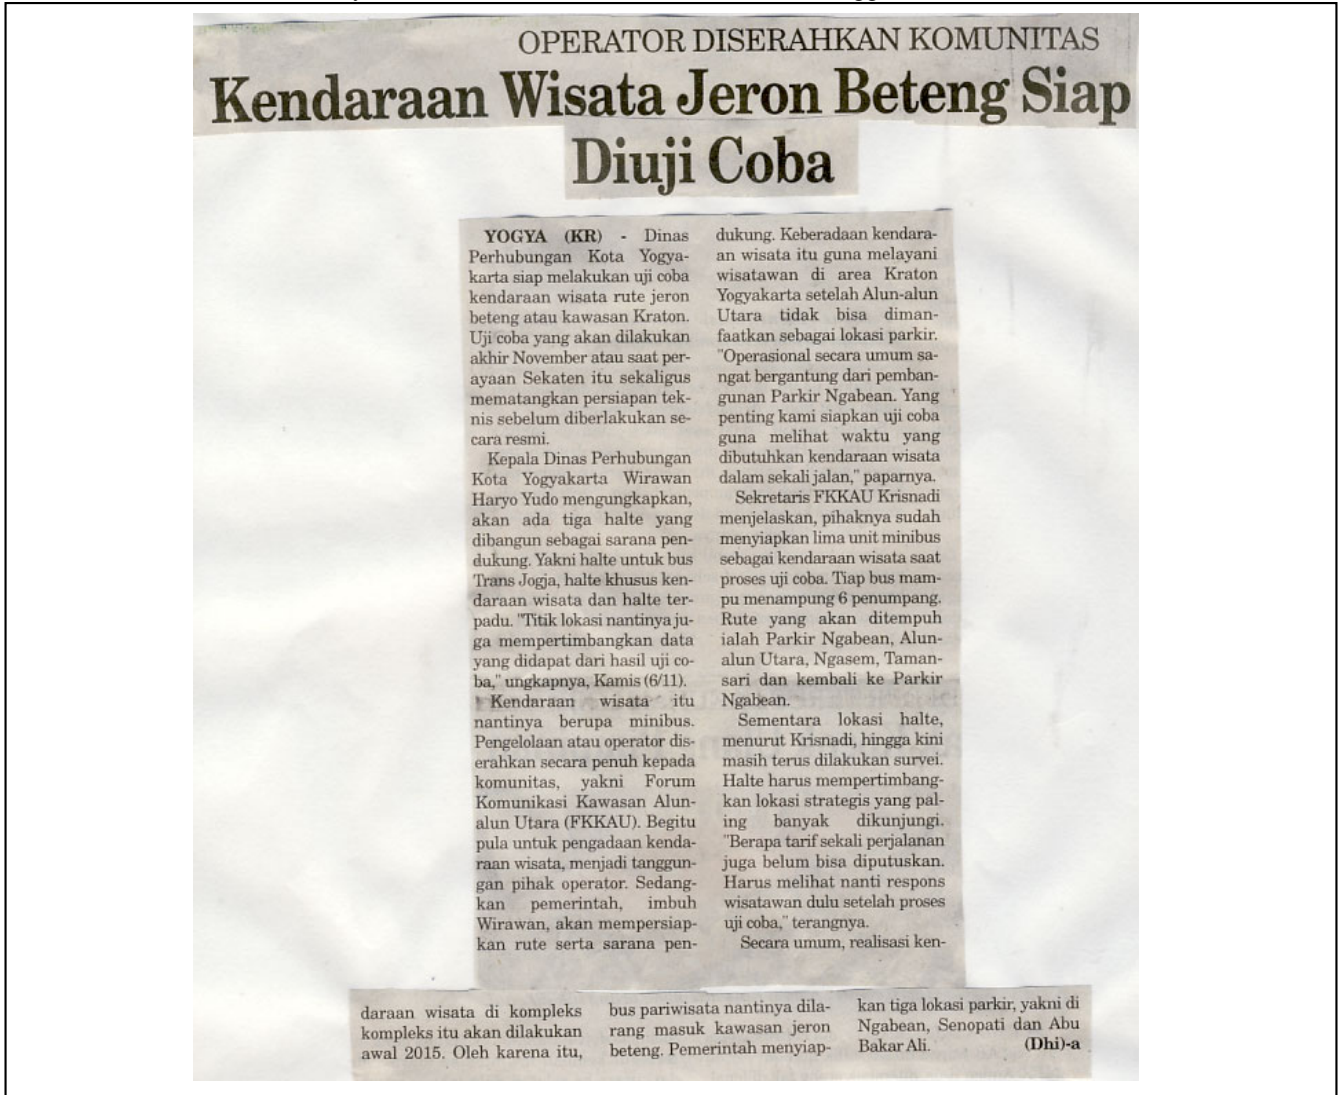 OPERATOR DISERAHKAN KOMUNITAS
Kendaraan Wisata Jeron Beteng Siap
Diuji Coba
YOGYA (KR) - Dinas
Perhubungan Kota Yogya-
karta siap melakukan uji coba
kendaraan wisata rute jeron
beteng atau kawasan Kraton.
Uji coba yang akan dilakukan
akhir November atau saat per-
ayaan Sekaten itu sekaligus
mematangkan persiapan tek-
nis sebelum diberlakukan se-
cara resmi.
Kepala Dinas Perhubungan
Kota Yogyakarta Wirawan
Haryo Yudo mengungkapkan,
akan ada tiga halte yang
dibangun sebagai sarana pen-
dukung. Yakni halte untuk bus
Trans Jogja, halte khusus ken-
daraan wisata dan halte ter-
padu. "Titik lokasi nantinya ju-
ga mempertimbangkan data
yang didapat dari hasil uji co-
ba," ungkapnya, Kamis (6/11).
Kendaraan wisata itu
nantinya berupa minibus.
Pengelolaan atau operator dis-
erahkan secara penuh kepada
komunitas, yakni Forum
Komunikasi Kawasan Alun-
alun Utara (FKKAU). Begitu
pula untuk pengadaan kenda-
raan wisata, menjadi tanggun-
gan pihak operator. Sedang-
kan pemerintah, imbuh
Wirawan, akan mempersiap-
kan rute serta sarana pen-
dukung. Keberadaan kendara-
an wisata itu guna melayani
wisatawan di area Kraton
Yogyakarta setelah Alun-alun
Utara tidak bisa diman-
faatkan sebagai lokasi parkir.
"Operasional secara umum sa-
ngat bergantung dari pemban-
gunan Parkir Ngabean. Yang
penting kami siapkan uji coba
guna melihat waktu yang
dibutuhkan kendaraan wisata
dalam sekali jalan," paparnya.
Sekretaris FKKAU Krisnadi
menjelaskan, pihaknya sudah
menyiapkan lima unit minibus
sebagai kendaraan wisata saat
proses uji coba. Tiap bus mam-
pu menampung 6 penumpang.
Rute yang akan ditempuh
ialah Parkir Ngabean, Alun-
alun Utara, Ngasem, Taman-
sari dan kembali ke Parkir
Ngabean.
Sementara lokasi halte,
menurut Krisnadi, hingga kini
masih terus dilakukan survei.
Halte harus mempertimbang-
kan lokasi strategis yang pal-
ing banyak dikunjungi.
"Berapa tarif sekali perjalanan
juga belum bisa diputuskan.
Harus melihat nanti respons
wisatawan dulu setelah proses
uji coba," terangnya.
Secara umum, realisasi ken-
daraan wisata di kompleks
kompleks itu akan dilakukan
awal 2015. Oleh karena itu,
bus pariwisata nantinya dila-
rang masuk kawasan jeron
beteng. Pemerintah menyiap-
kan tiga lokasi parkir, yakni di
Ngabean, Senopati dan Abu
Bakar Ali. (Dhi)-a